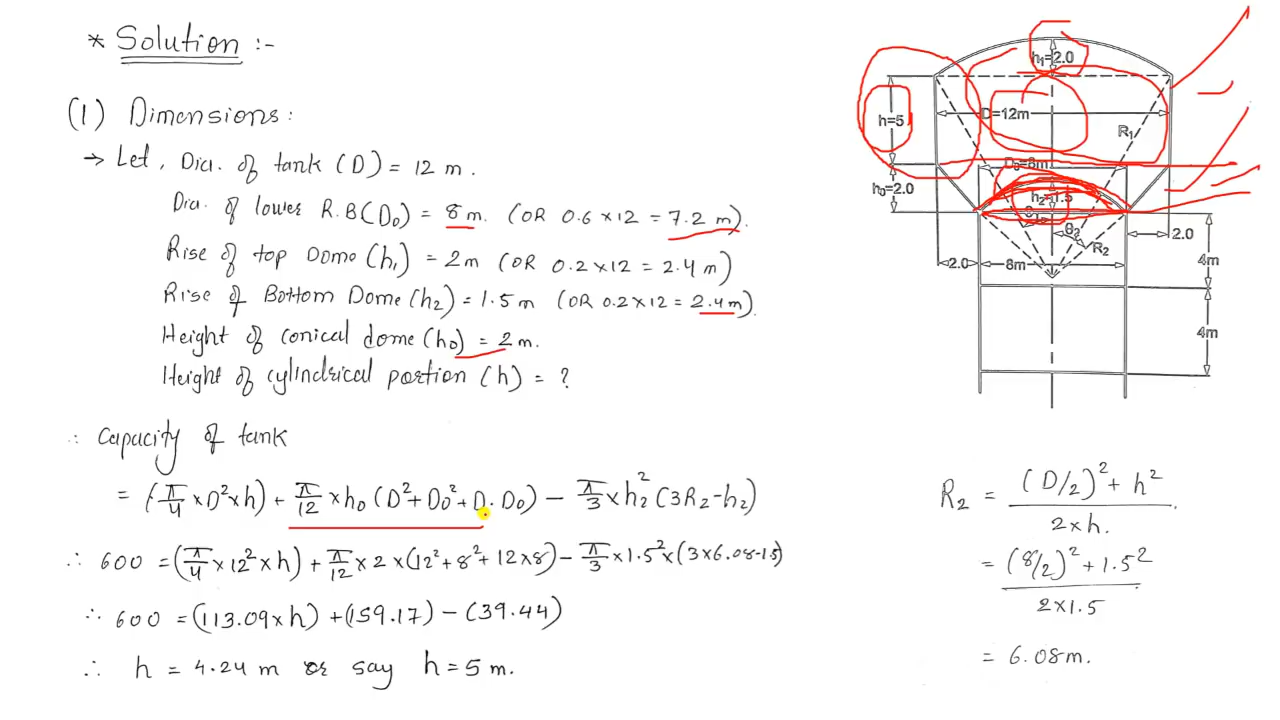 * Solution :-
(1) Dimensions:
→ Let, Dia. of tank (D) = 12 m.
Dia. of lower R.B(D₀) = 8 m. (OR 0.6 × 12 = 7.2 m).
Rise of top Dome (h₁) = 2m (OR 0.2×12 = 2.4 m)
Rise of Bottom Dome (h₂) = 1.5 m (OR 0.2×12 = 2.4m).
Height of conical dome (h₀) = 2 m.
Height of cylindrical portion (h) = ?
∴ Capacity of tank
= (π/4 × D² × h) + π/12 × h₀ (D² + D₀² + D. D₀) − π/3 × h₂² (3R₂ - h₂)
∴ 600 = (π/4 × 12² × h) + π/12 × 2 × (12² + 8² + 12 × 8) − π/3 × 1.5² × (3 × 6.08 - 1.5)
∴ 600 = (113.09 × h) + (159.17) − (39.44)
∴ h = 4.24 m or say h = 5 m.
h₁=2.0
h=5
D=12m
R₁
D₀=8m
h₀=2.0
h₂=1.5
θ₂
R₂
2.0
2.0
8m
4m
4m
R₂ = (D/2)² + h² / 2 × h.
= (8/2)² + 1.5² / 2 × 1.5
= 6.08 m.